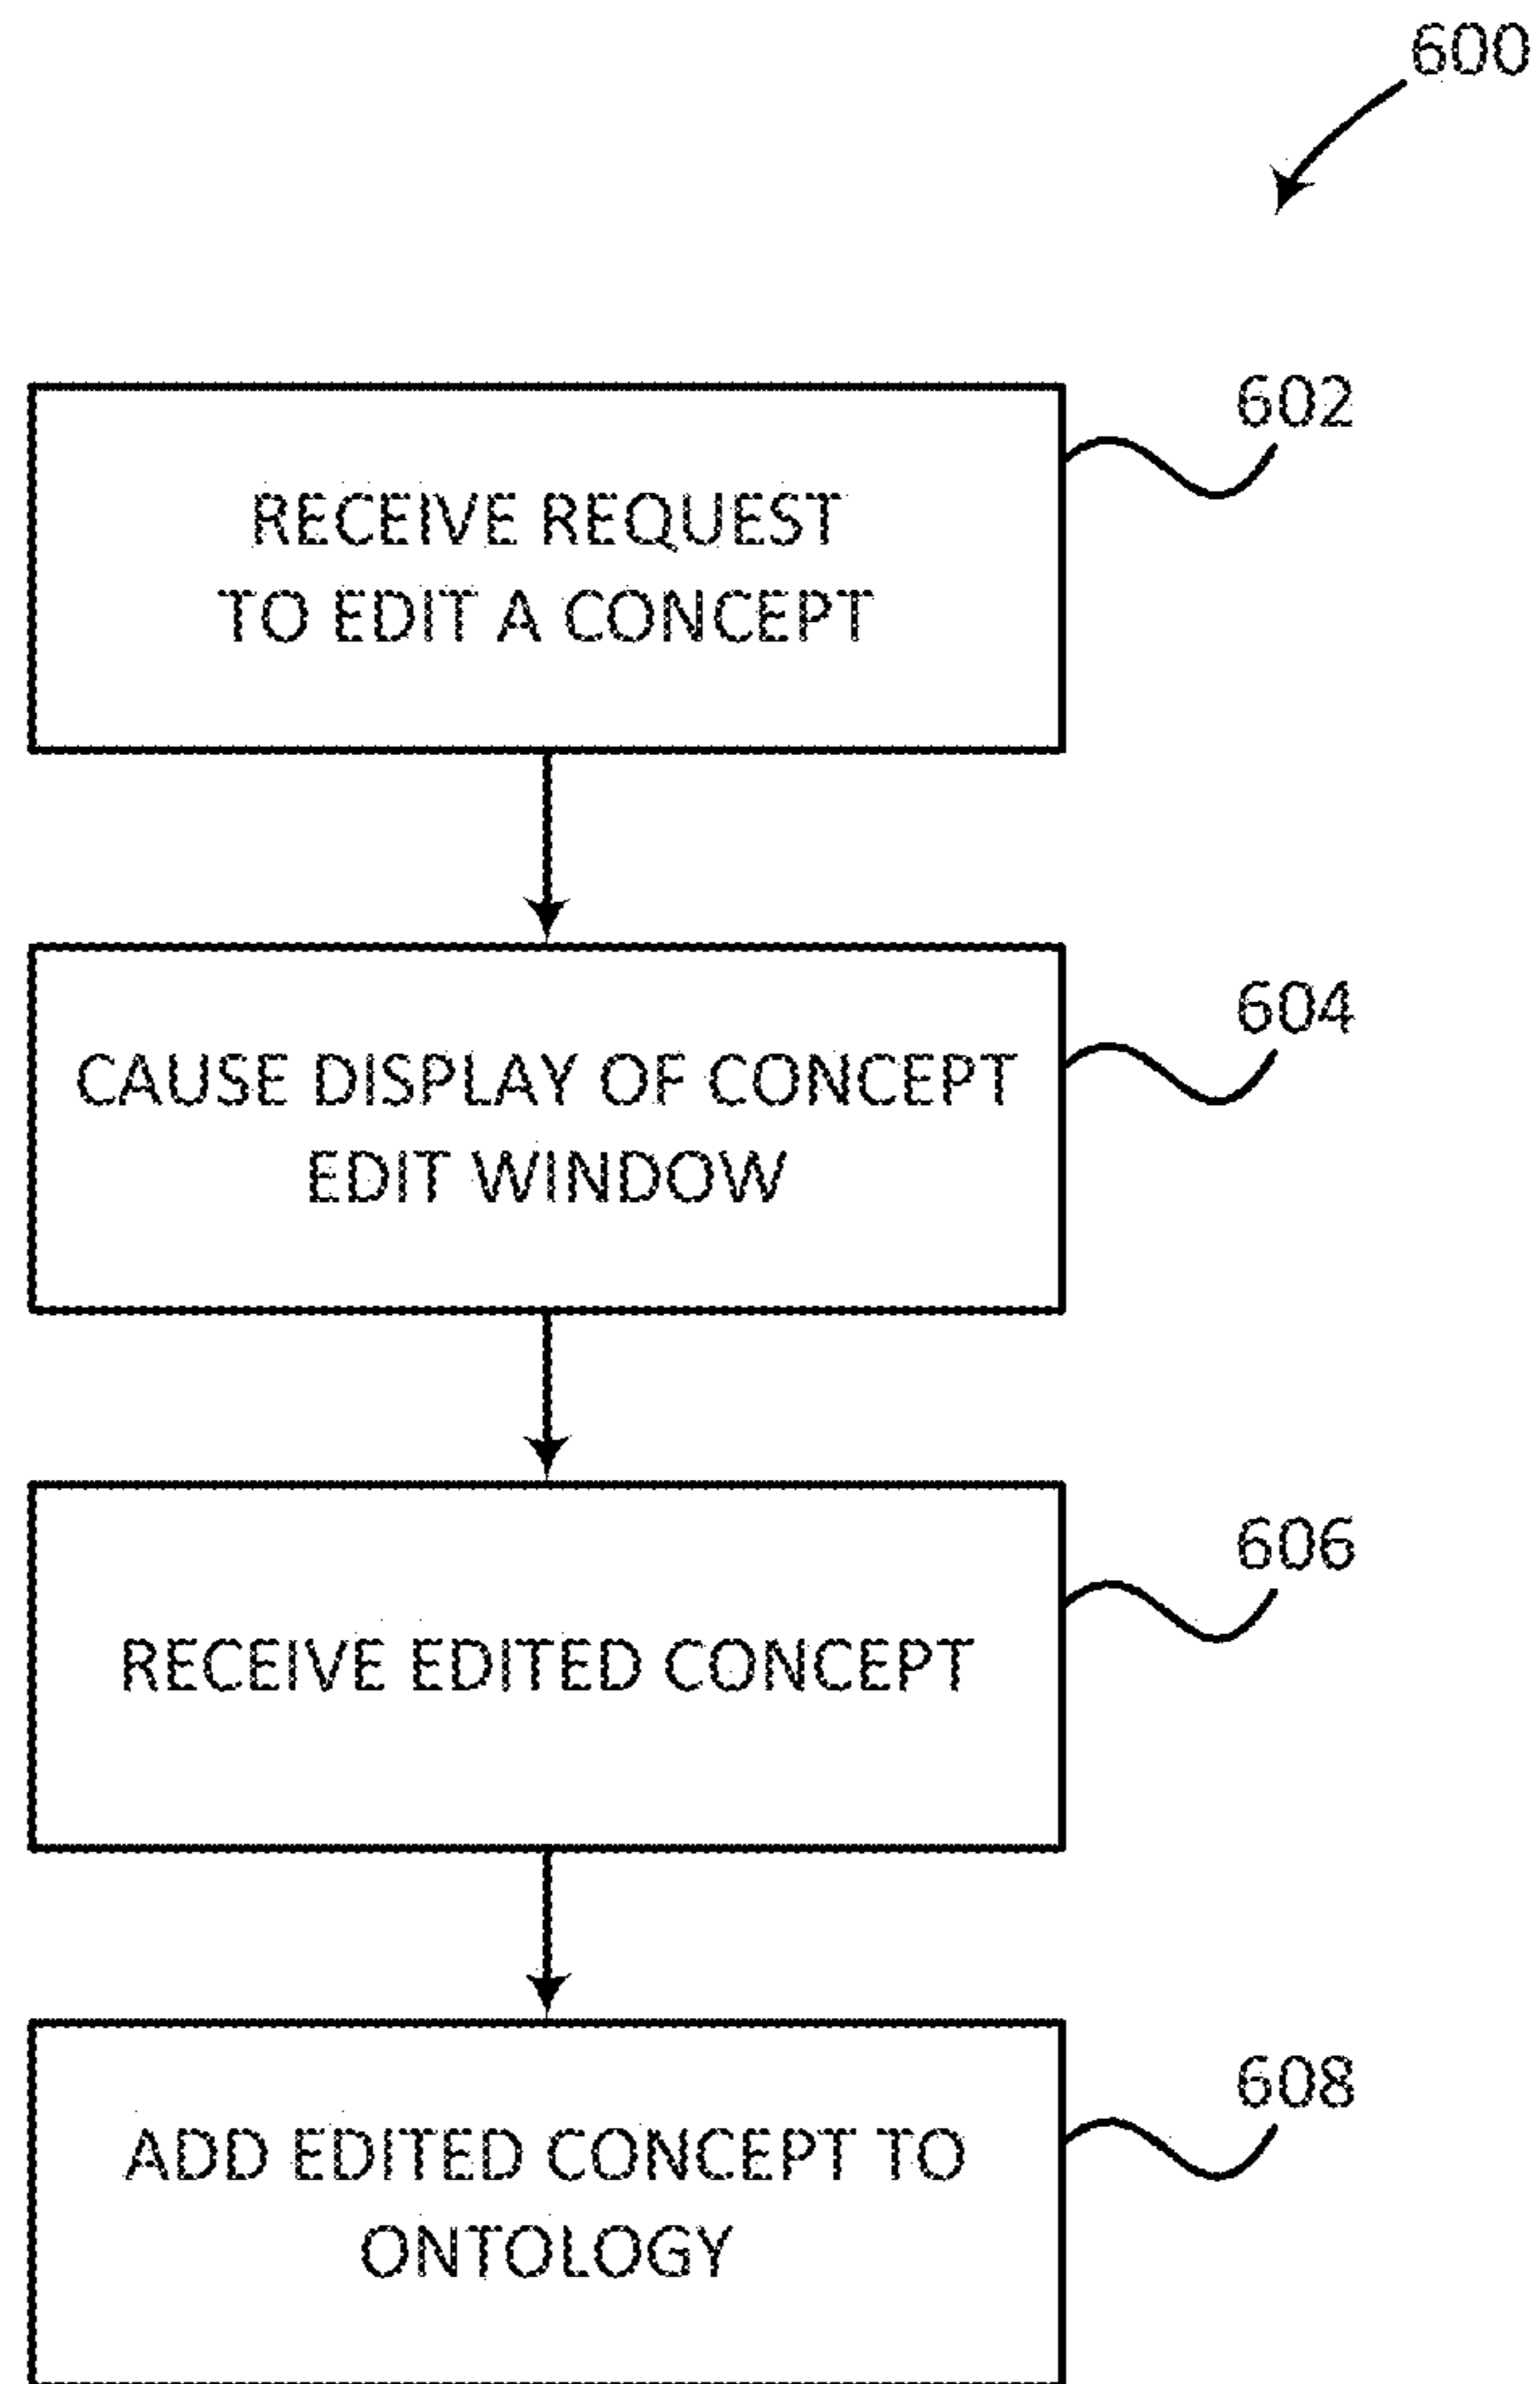 600
602
RECEIVE REQUEST
TO EDIT A CONCEPT
604
CAUSE DISPLAY OF CONCEPT
EDIT WINDOW
606
RECEIVE EDITED CONCEPT
608
ADD EDITED CONCEPT TO
ONTOLOGY